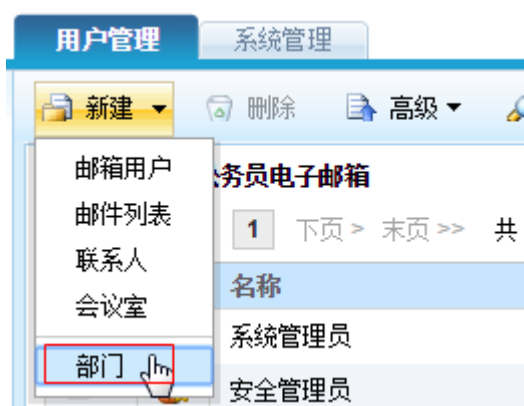 用户管理 系统管理
新建 删除 高级
邮箱用户
务员电子邮箱
邮件列表
1 下页 > 末页 >> 共
联系人
名称
会议室
系统管理员
部门
安全管理员